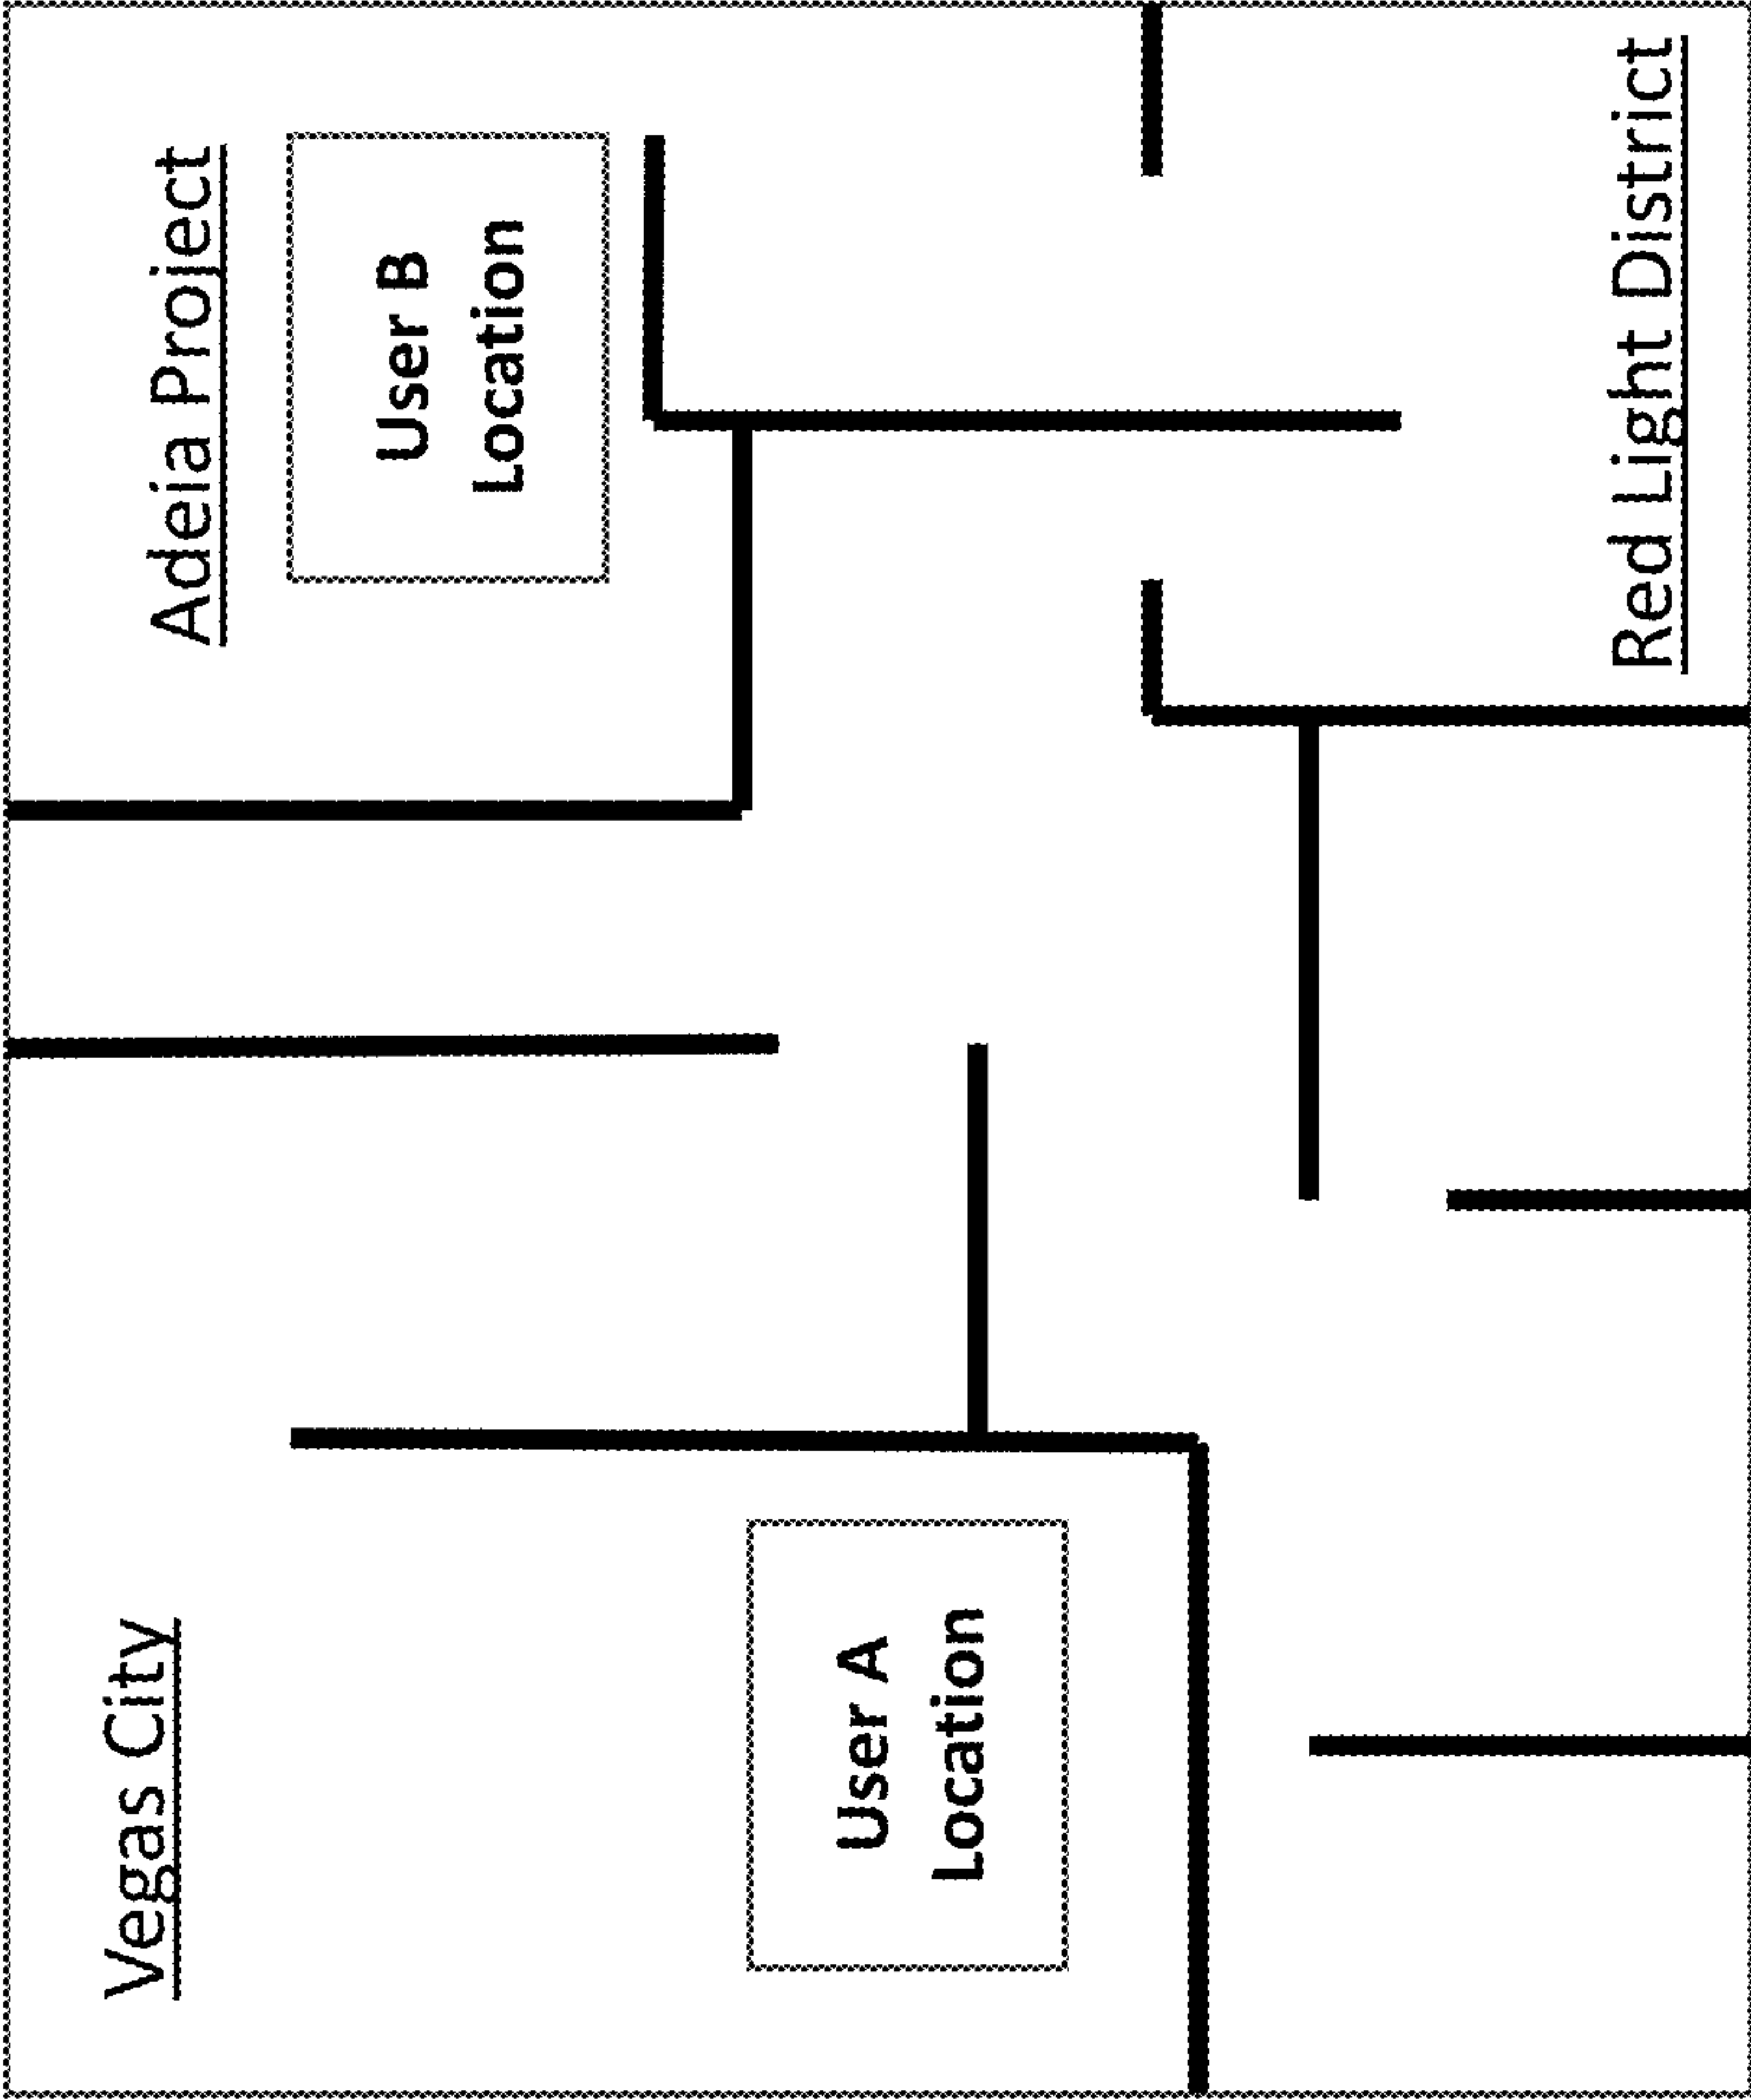 Vegas City
Adeia Project
User B
Location
User A
Location
Red Light District